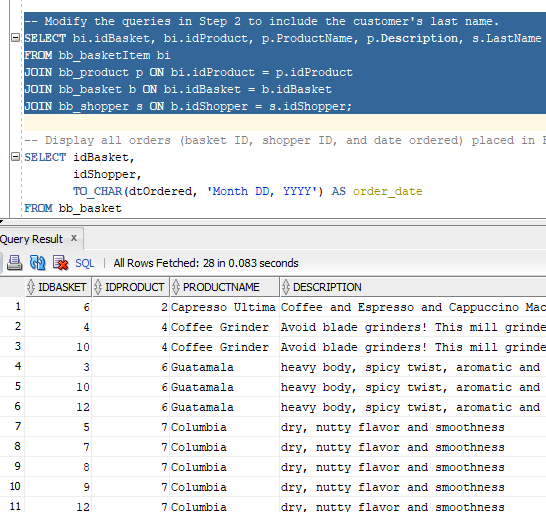 -- Modify the queries in Step 2 to include the customer's last name.
SELECT bi.idBasket, bi.idProduct, p.ProductName, p.Description, s.LastName
FROM bb_basketItem bi
JOIN bb_product p ON bi.idProduct = p.idProduct
JOIN bb_basket b ON bi.idBasket = b.idBasket
JOIN bb_shopper s ON b.idShopper = s.idShopper;
-- Display all orders (basket ID, shopper ID, and date ordered) placed in
SELECT idBasket,
idShopper,
TO_CHAR(dtOrdered, 'Month DD, YYYY') AS order_date
FROM bb_basket
Query Result x
SQL | All Rows Fetched: 28 in 0.083 seconds
IDBASKET IDPRODUCT PRODUCTNAME DESCRIPTION
1 6 2 Capresso Ultima Coffee and Espresso and Cappuccino Mac
2 4 4 Coffee Grinder Avoid blade grinders! This mill grinde
3 10 4 Coffee Grinder Avoid blade grinders! This mill grinde
4 3 6 Guatamala heavy body, spicy twist, aromatic and
5 10 6 Guatamala heavy body, spicy twist, aromatic and
6 12 6 Guatamala heavy body, spicy twist, aromatic and
7 5 7 Columbia dry, nutty flavor and smoothness
8 7 7 Columbia dry, nutty flavor and smoothness
9 8 7 Columbia dry, nutty flavor and smoothness
10 9 7 Columbia dry, nutty flavor and smoothness
11 12 7 Columbia dry, nutty flavor and smoothness